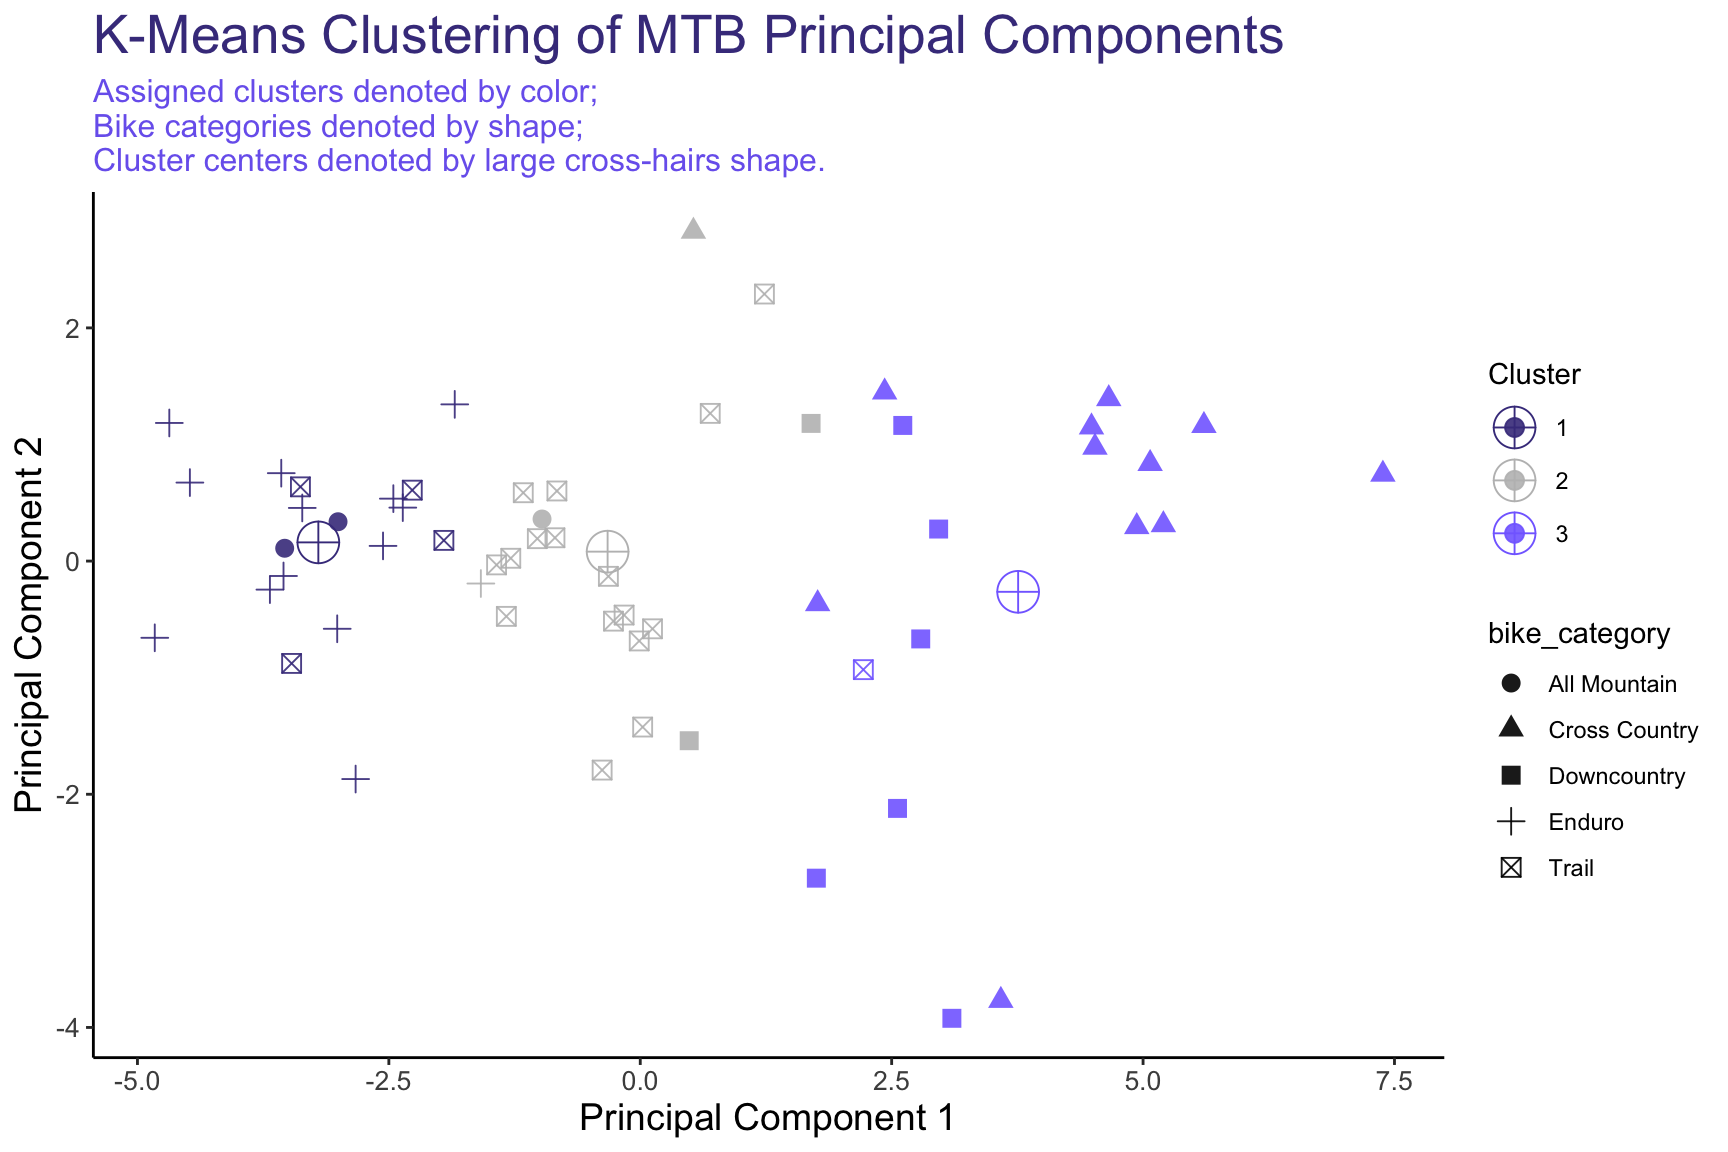 K-Means Clustering of MTB Principal Components
Assigned clusters denoted by color;
Bike categories denoted by shape;
Cluster centers denoted by large cross-hairs shape.
Principal Component 2
2
0
-2
-4
-5.0
-2.5
0.0
2.5
5.0
7.5
Principal Component 1
Cluster
1
2
3
bike_category
All Mountain
Cross Country
Downcountry
Enduro
Trail